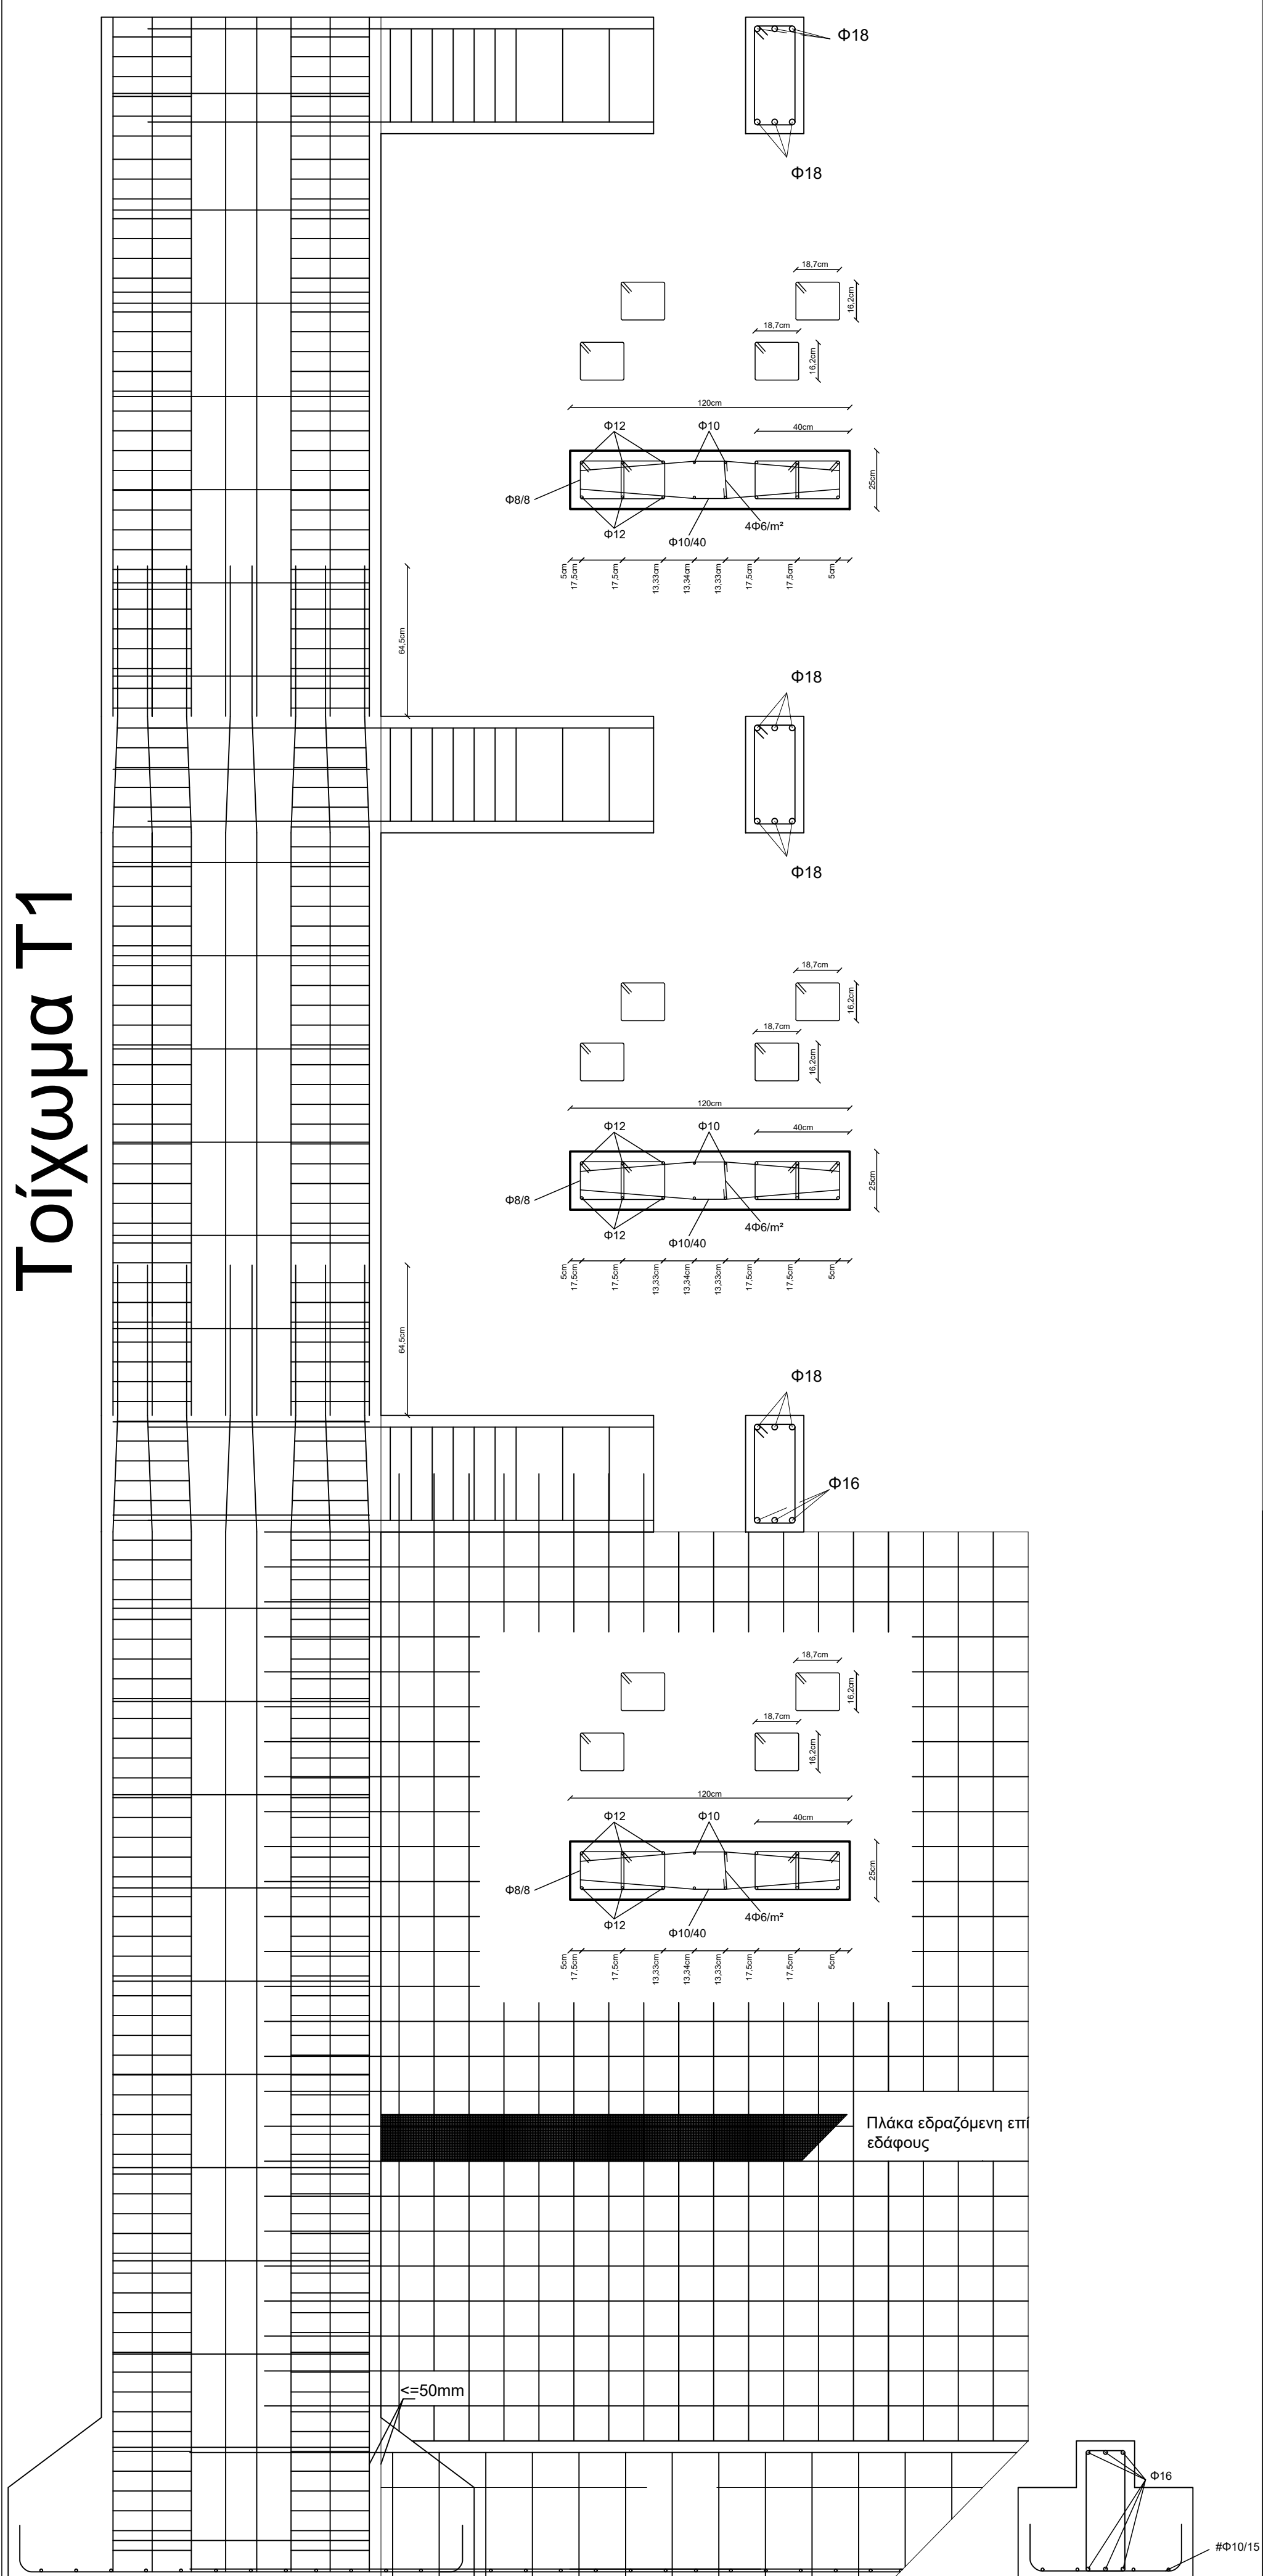 Τοίχωμα Τ1
Φ18
Φ18
18,7cm
16,2cm
18,7cm
16,2cm
120cm
Φ12
Φ10
40cm
25cm
Φ8/8
4Φ6/m²
Φ12
Φ10/40
5cm
17,5cm
17,5cm
13,33cm
13,34cm
13,33cm
17,5cm
17,5cm
5cm
64,5cm
Φ18
Φ18
18,7cm
16,2cm
18,7cm
16,2cm
120cm
Φ12
Φ10
40cm
25cm
Φ8/8
4Φ6/m²
Φ12
Φ10/40
5cm
17,5cm
17,5cm
13,33cm
13,34cm
13,33cm
17,5cm
17,5cm
5cm
64,5cm
Φ18
Φ16
18,7cm
16,2cm
18,7cm
16,2cm
120cm
Φ12
Φ10
40cm
25cm
Φ8/8
4Φ6/m²
Φ12
Φ10/40
5cm
17,5cm
17,5cm
13,33cm
13,34cm
13,33cm
17,5cm
17,5cm
5cm
Πλάκα εδραζόμενη επί
εδάφους
<=50mm
Φ16
#Φ10/15